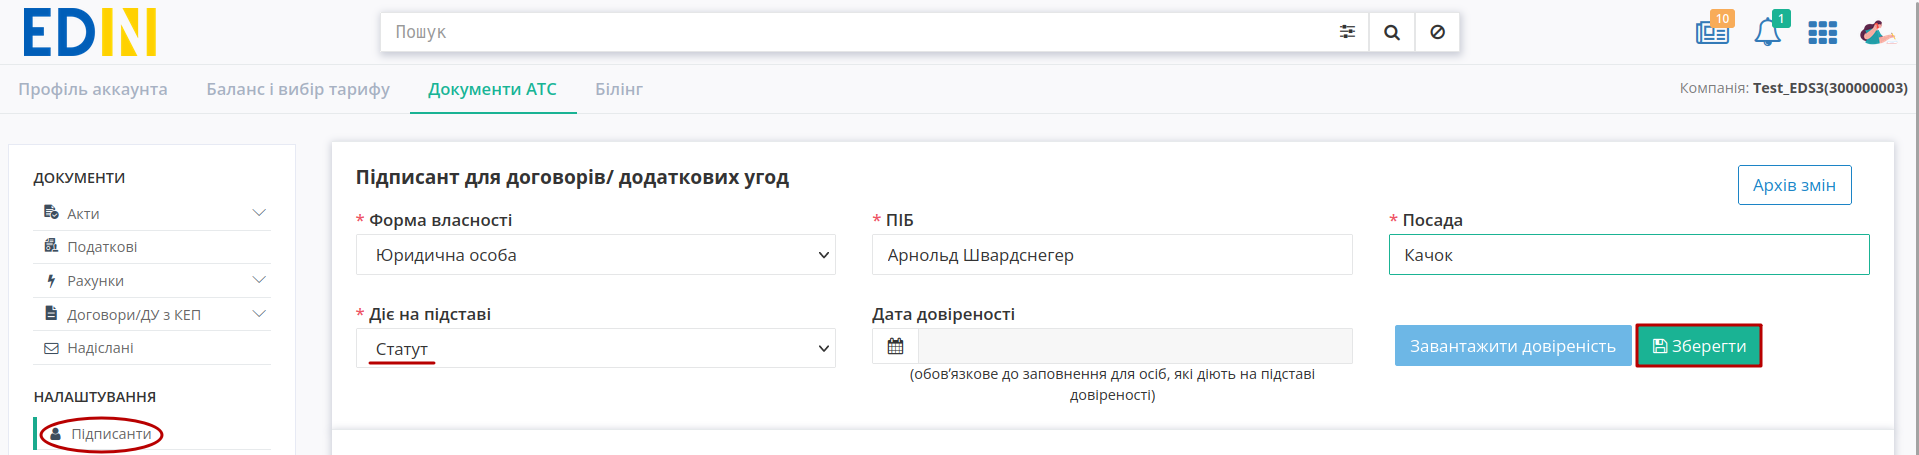 EDIN
Пошук
10
1
Профіль аккаунта
Баланс і вибір тарифу
Документи АТС
Білінг
Компанія: Test_EDS3(300000003)
ДОКУМЕНТИ
Акти
Податкові
Рахунки
Договори/ДУ з КЕП
Надіслані
НАЛАШТУВАННЯ
Підписанти
Підписант для договорів/ додаткових угод
Архів змін
* Форма власності
Юридична особа
* ПІБ
Арнольд Швардснегер
* Посада
Качок
* Діє на підставі
Статут
Дата довіреності
(обов’язкове до заповнення для осіб, які діють на підставі
довіреності)
Завантажити довіреність
Зберегти